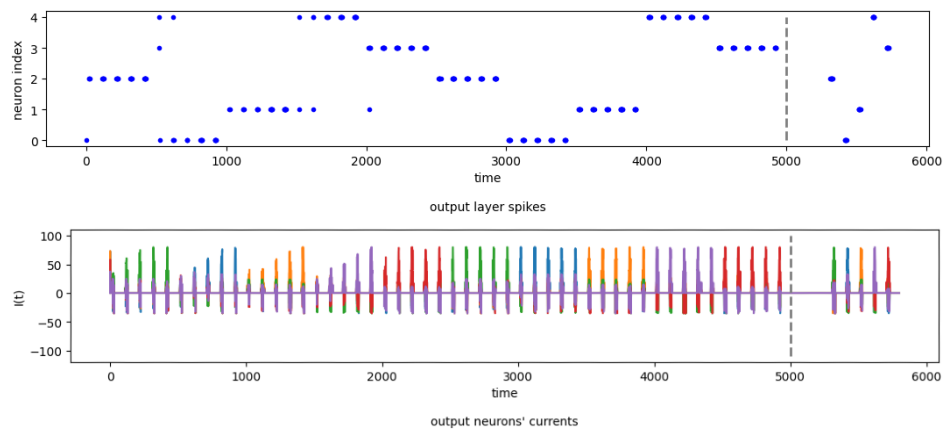 4
3
2
1
0
neuron index
0 1000 2000 3000 4000 5000 6000
time
output layer spikes
100
50
0
−50
−100
I(t)
0 1000 2000 3000 4000 5000 6000
time
output neurons' currents